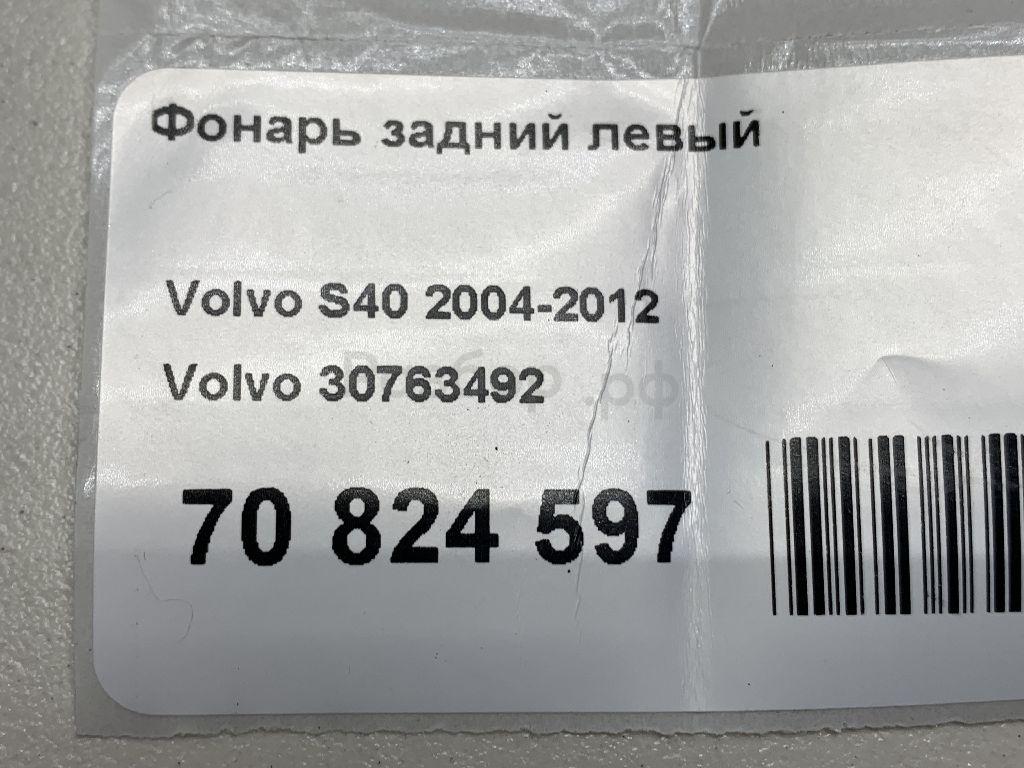 Фонарь задний левый
Volvo S40 2004-2012
Volvo 30763492
70 824 597